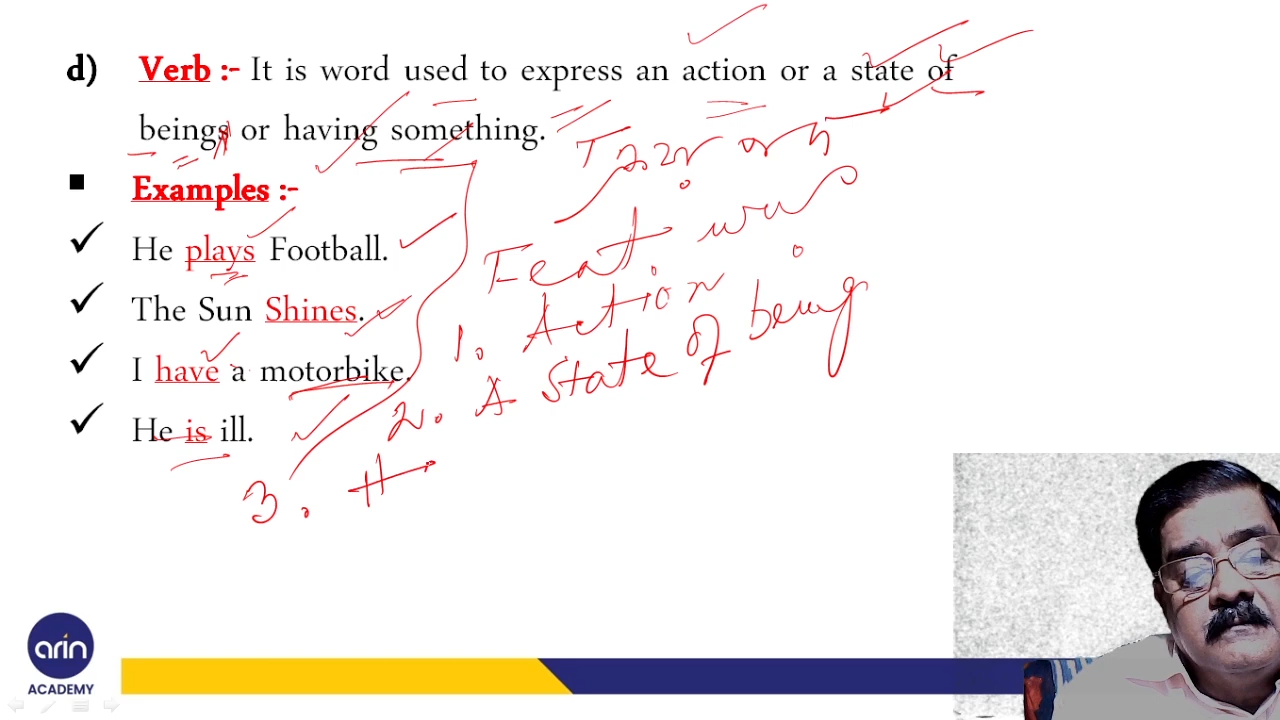 d) Verb :- It is word used to express an action or a state of
beings or having something.
Examples :-
He plays Football.
The Sun Shines.
I have a motorbike.
He is ill.
1. Action
2. A state of being
3. H
arin
ACADEMY